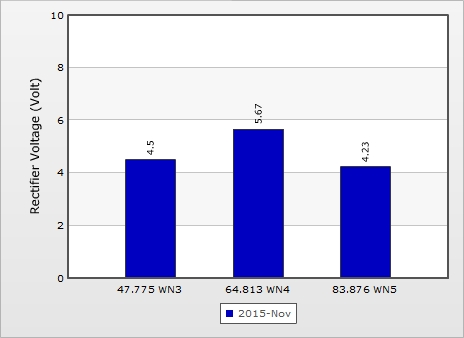 10
8
6
4
2
0
Rectifier Voltage (Volt)
4.5
5.67
4.23
47.775 WN3
64.813 WN4
83.876 WN5
2015-Nov